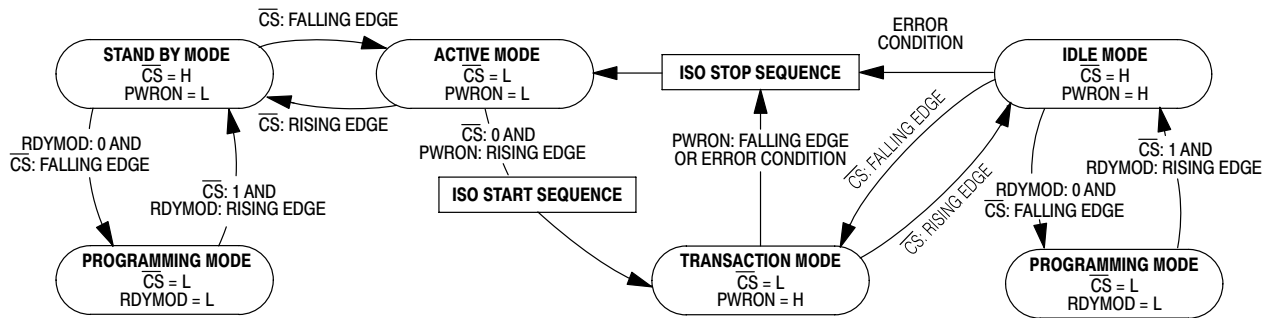 CS: FALLING EDGE
STAND BY MODE
CS = H
PWRON = L
ACTIVE MODE
CS = L
PWRON = L
CS: RISING EDGE
ISO STOP SEQUENCE
ERROR
CONDITION
IDLE MODE
CS = H
PWRON = H
RDYMOD: 0 AND
CS: FALLING EDGE
CS: 1 AND
RDYMOD: RISING EDGE
PROGRAMMING MODE
CS = L
RDYMOD = L
CS: 0 AND
PWRON: RISING EDGE
ISO START SEQUENCE
PWRON: FALLING EDGE
OR ERROR CONDITION
CS: FALLING EDGE
CS: RISING EDGE
TRANSACTION MODE
CS = L
PWRON = H
CS: 1 AND
RDYMOD: RISING EDGE
RDYMOD: 0 AND
CS: FALLING EDGE
PROGRAMMING MODE
CS = L
RDYMOD = L